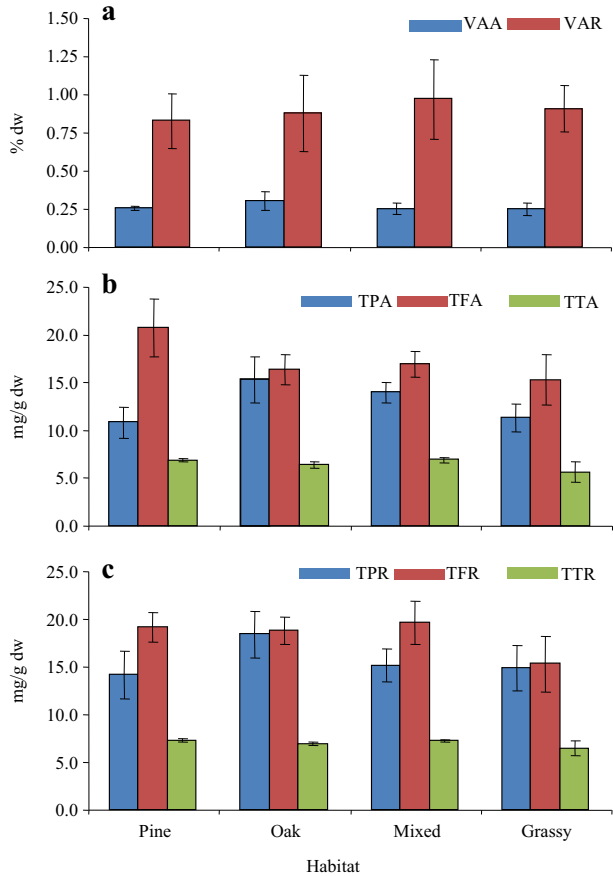 a
VAA VAR
1.50
1.25
1.00
0.75
0.50
0.25
0.00
% dw
b
TPA TFA TTA
25.0
20.0
15.0
10.0
5.0
0.0
mg/g dw
c
TPR TFR TTR
25.0
20.0
15.0
10.0
5.0
0.0
mg/g dw
Pine Oak Mixed Grassy
Habitat